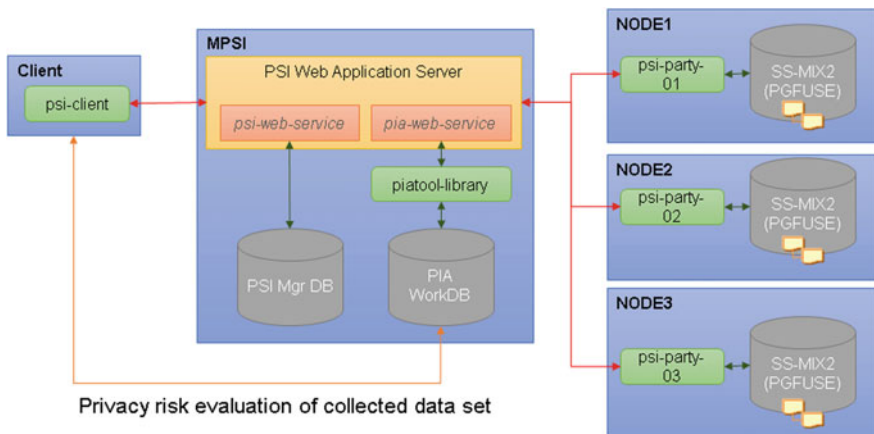 Client
psi-client
MPSI
PSI Web Application Server
psi-web-service
pia-web-service
piatool-library
PSI Mgr DB
PIA
WorkDB
NODE1
psi-party-
01
SS-MIX2
(PGFUSE)
NODE2
psi-party-
02
SS-MIX2
(PGFUSE)
NODE3
psi-party-
03
SS-MIX2
(PGFUSE)
Privacy risk evaluation of collected data set